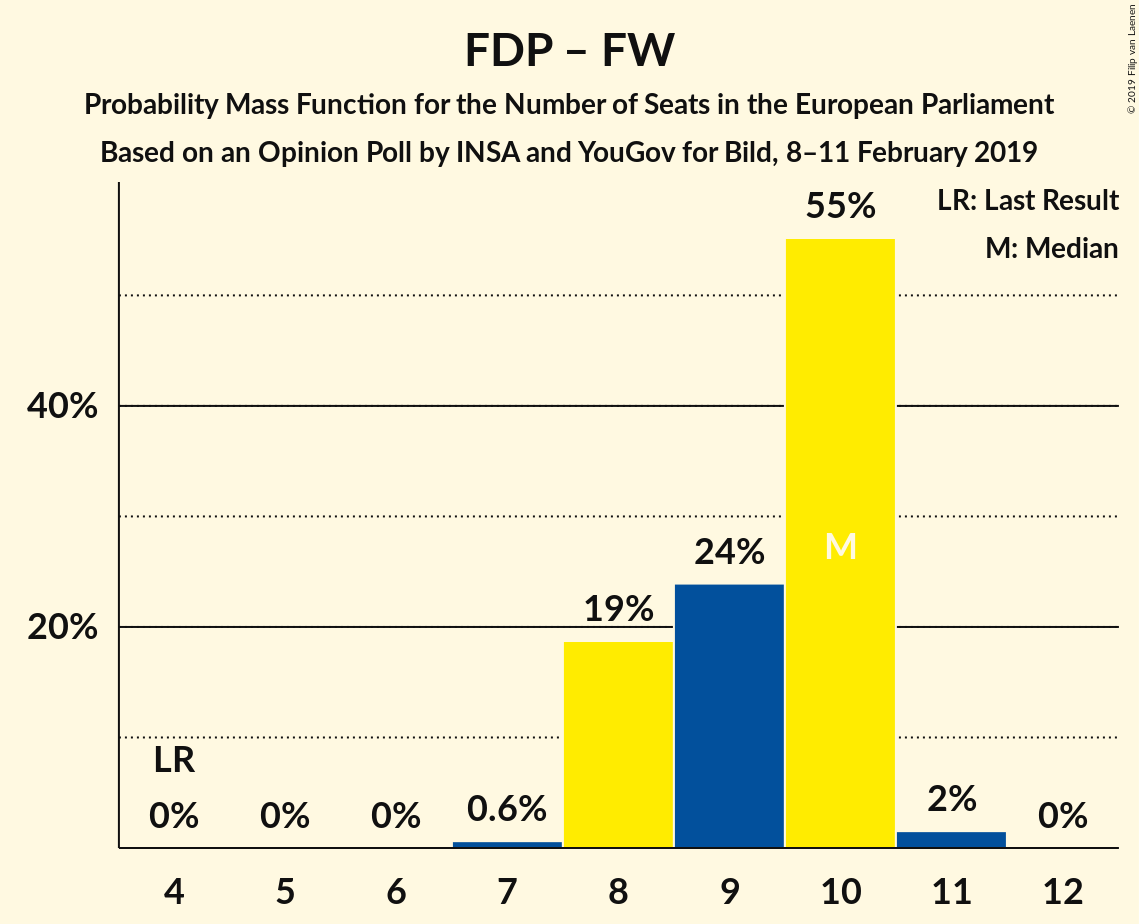 FDP – FW
Probability Mass Function for the Number of Seats in the European Parliament
Based on an Opinion Poll by INSA and YouGov for Bild, 8–11 February 2019
© 2019 Filip van Laenen
LR: Last Result
M: Median
55%
40%
M
24%
19%
20%
LR
0%
0%
0%
0.6%
2%
0%
4
5
6
7
8
9
10
11
12